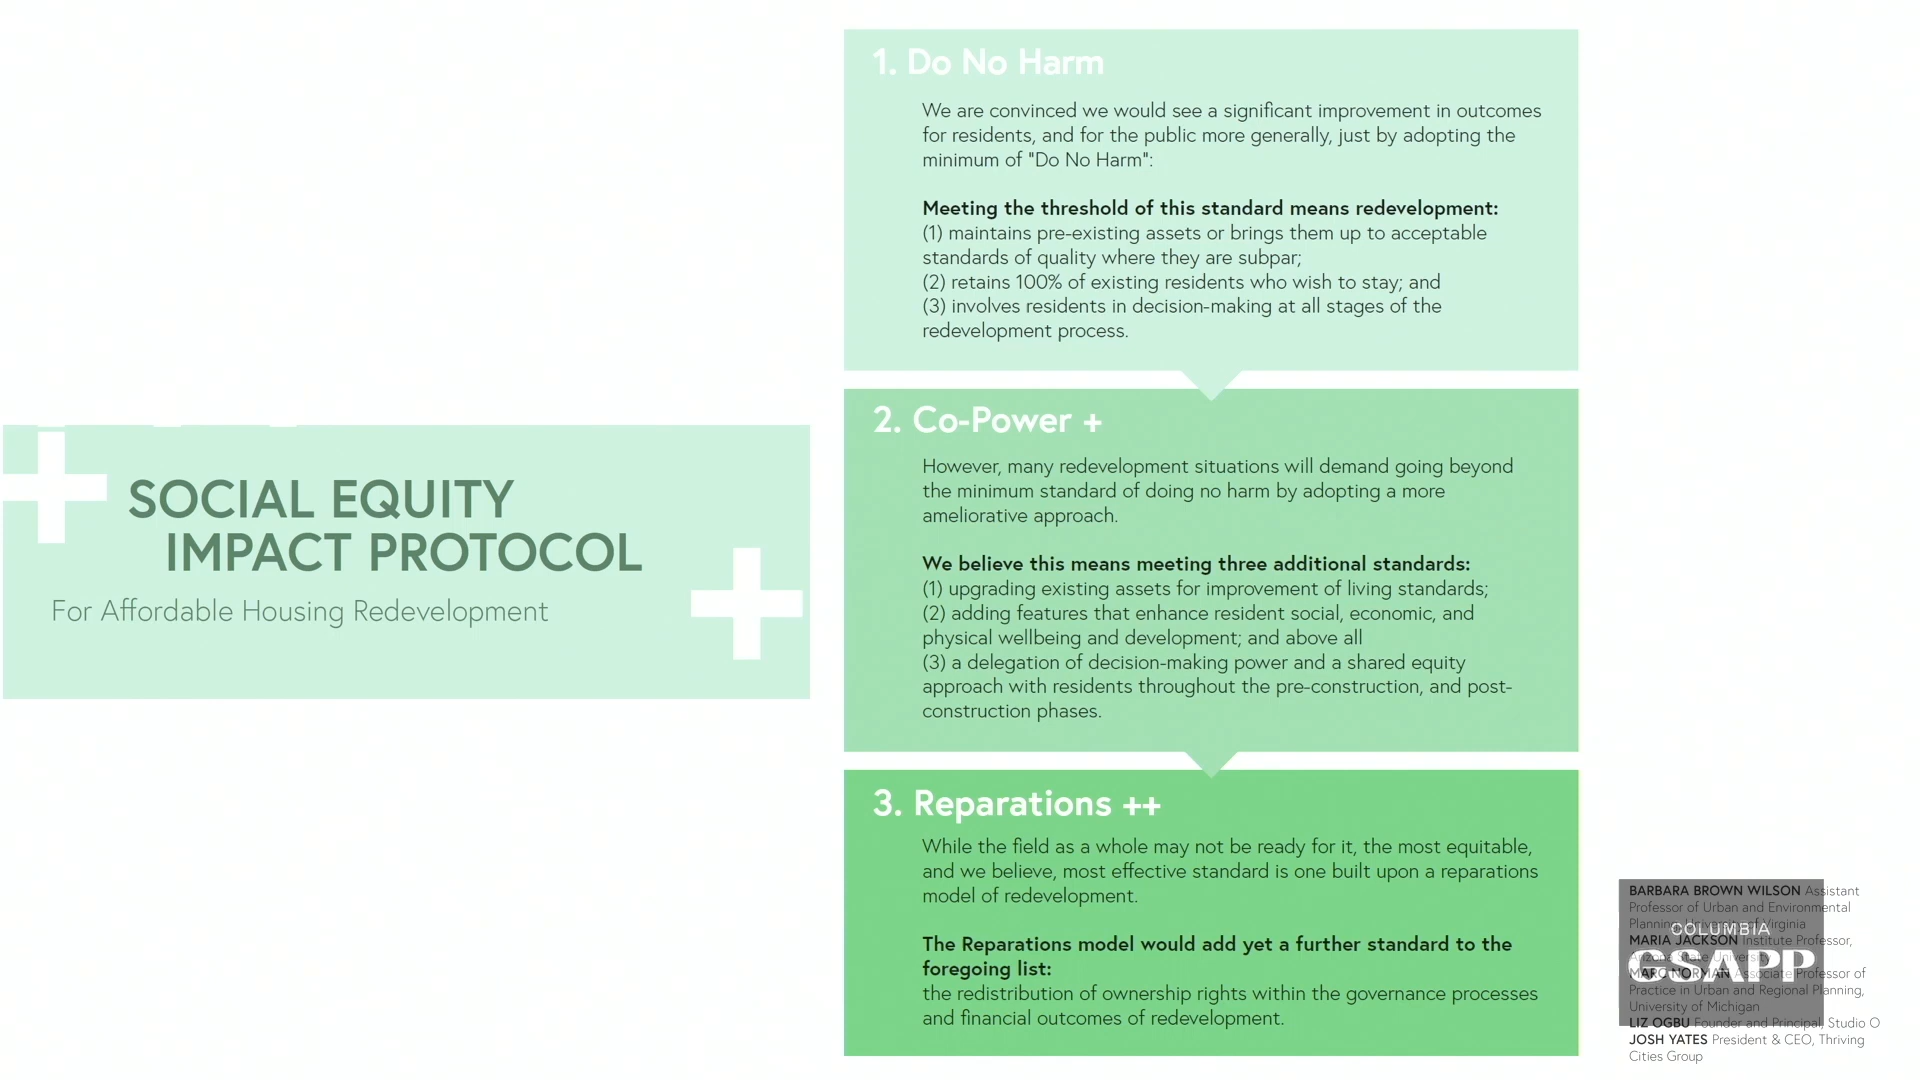 SOCIAL EQUITY
IMPACT PROTOCOL
For Affordable Housing Redevelopment
1. Do No Harm
We are convinced we would see a significant improvement in outcomes
for residents, and for the public more generally, just by adopting the
minimum of "Do No Harm":
Meeting the threshold of this standard means redevelopment:
(1) maintains pre-existing assets or brings them up to acceptable
standards of quality where they are subpar;
(2) retains 100% of existing residents who wish to stay; and
(3) involves residents in decision-making at all stages of the
redevelopment process.
2. Co-Power +
However, many redevelopment situations will demand going beyond
the minimum standard of doing no harm by adopting a more
ameliorative approach.
We believe this means meeting three additional standards:
(1) upgrading existing assets for improvement of living standards;
(2) adding features that enhance resident social, economic, and
physical wellbeing and development; and above all
(3) a delegation of decision-making power and a shared equity
approach with residents throughout the pre-construction, and post-
construction phases.
3. Reparations ++
While the field as a whole may not be ready for it, the most equitable,
and we believe, most effective standard is one built upon a reparations
model of redevelopment.
The Reparations model would add yet a further standard to the
foregoing list:
the redistribution of ownership rights within the governance processes
and financial outcomes of redevelopment.
BARBARA BROWN WILSON Assistant
Professor of Urban and Environmental
Planning, University of Virginia
MARIA JACKSON Institute Professor,
Arizona State University
MARC NORMAN Associate Professor of
Practice in Urban and Regional Planning,
University of Michigan
LIZ OGBU Founder and Principal, Studio O
JOSH YATES President & CEO, Thriving
Cities Group
COLUMBIA
GSAPP